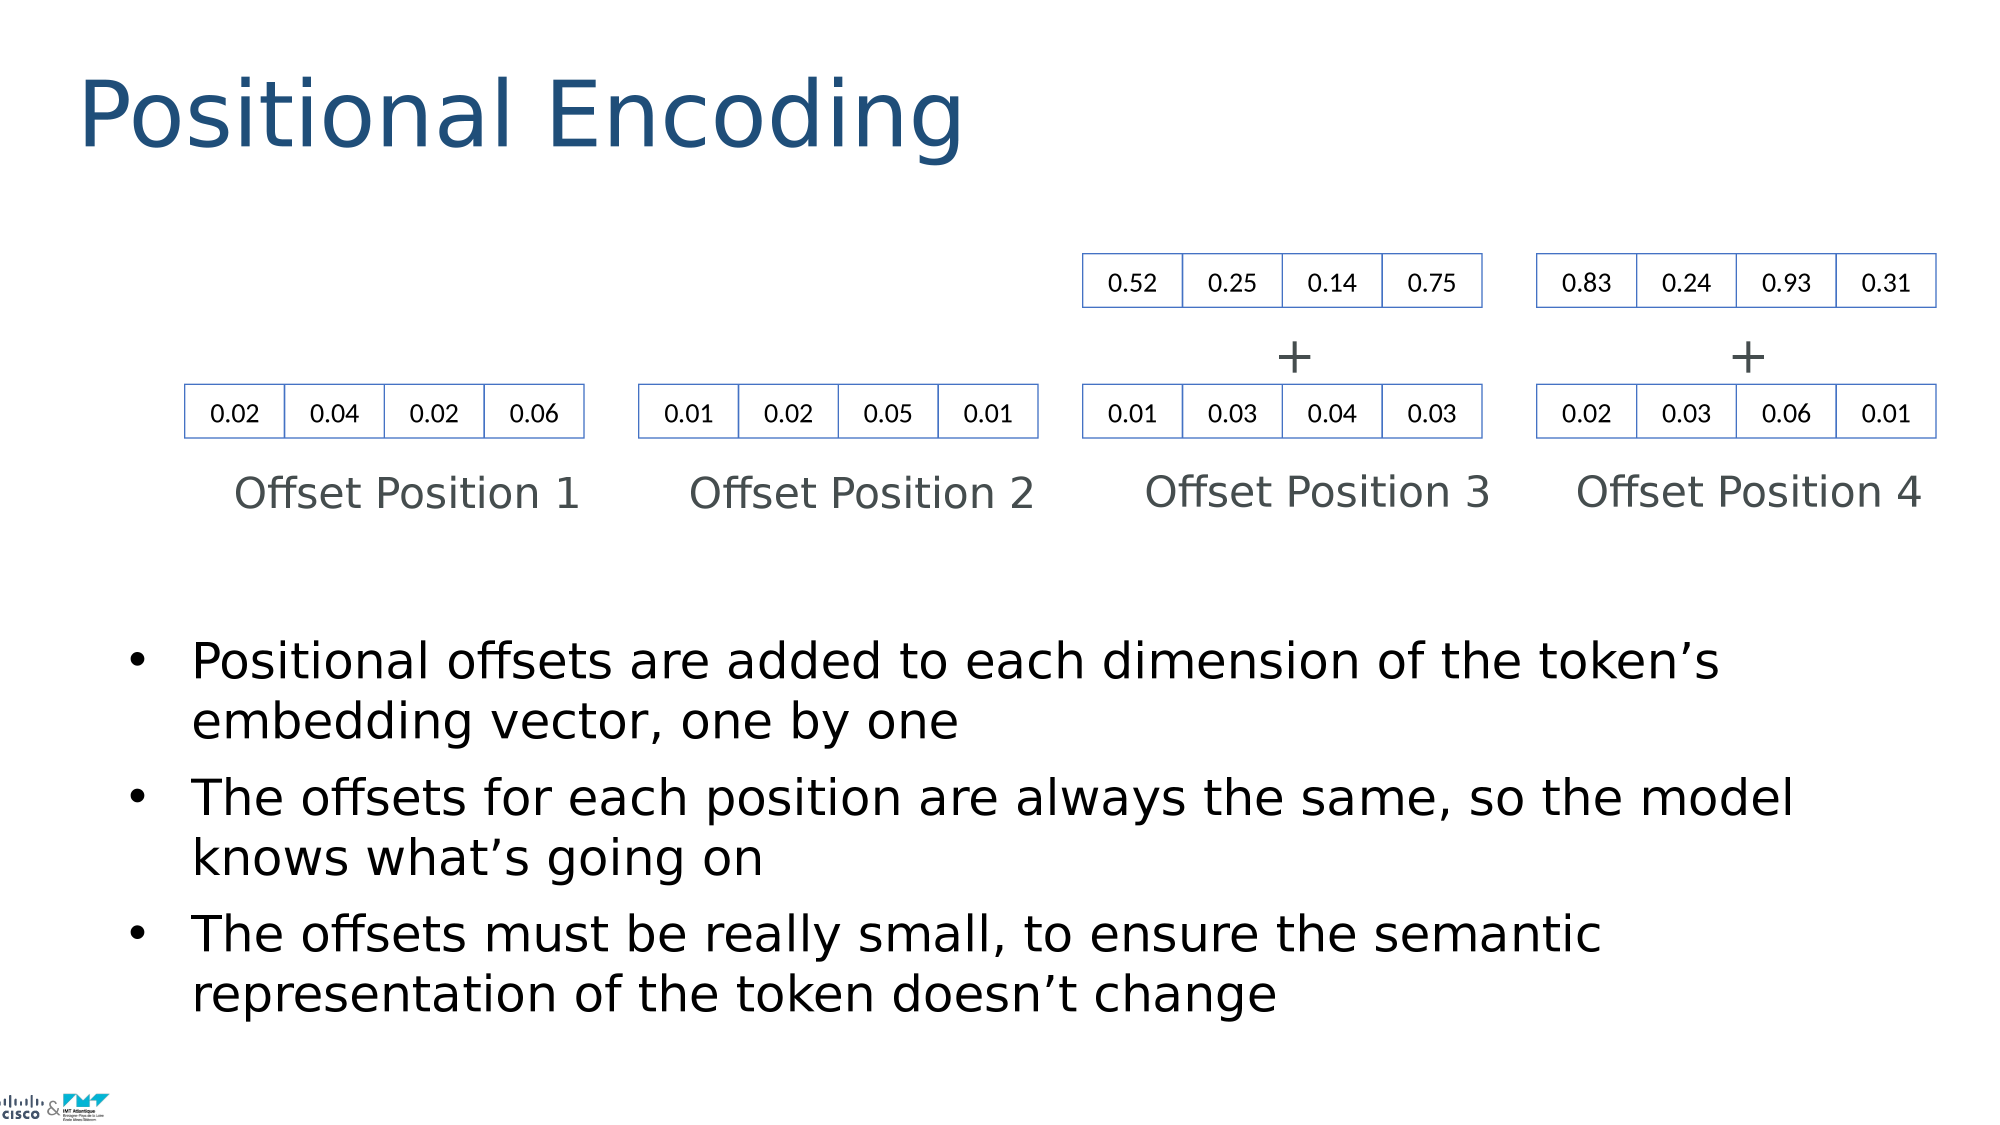 Positional Encoding
0.52 0.25 0.14 0.75 0.83 0.24 0.93 0.31
+ +
0.02 0.04 0.02 0.06 0.01 0.02 0.05 0.01 0.01 0.03 0.04 0.03 0.02 0.03 0.06 0.01
Offset Position 1 Offset Position 2 Offset Position 3 Offset Position 4
• Positional offsets are added to each dimension of the token’s
embedding vector, one by one
• The offsets for each position are always the same, so the model
knows what’s going on
• The offsets must be really small, to ensure the semantic
representation of the token doesn’t change
CISCO & IMT Atlantique